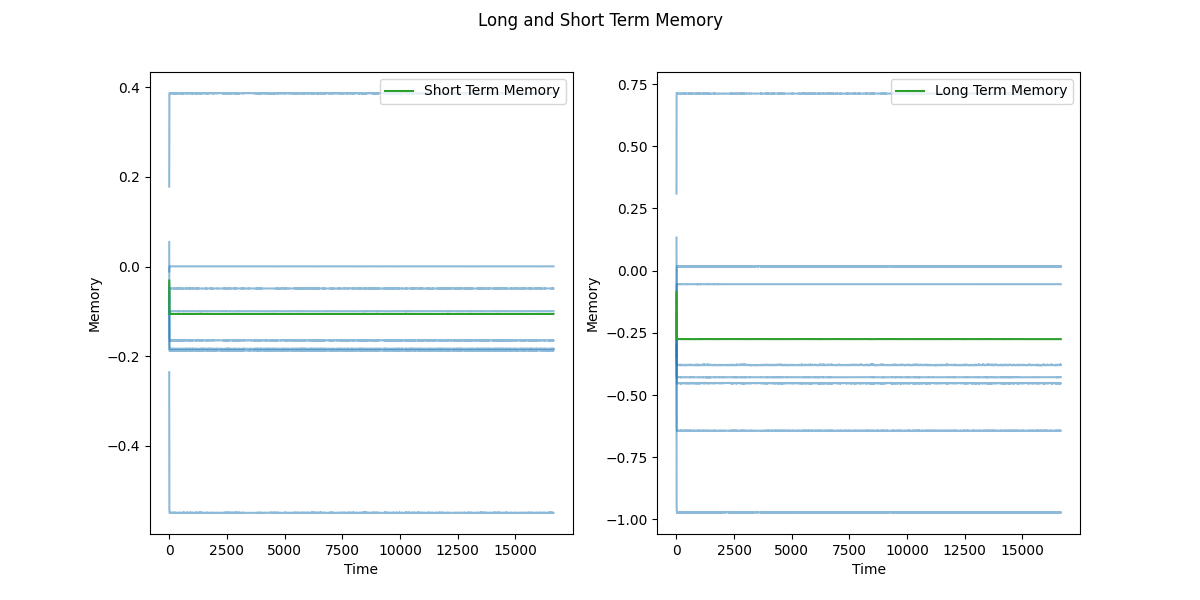 Long and Short Term Memory
Short Term Memory
0.4
0.2
0.0
−0.2
−0.4
Memory
0 2500 5000 7500 10000 12500 15000
Time
Long Term Memory
0.75
0.50
0.25
0.00
−0.25
−0.50
−0.75
−1.00
Memory
0 2500 5000 7500 10000 12500 15000
Time